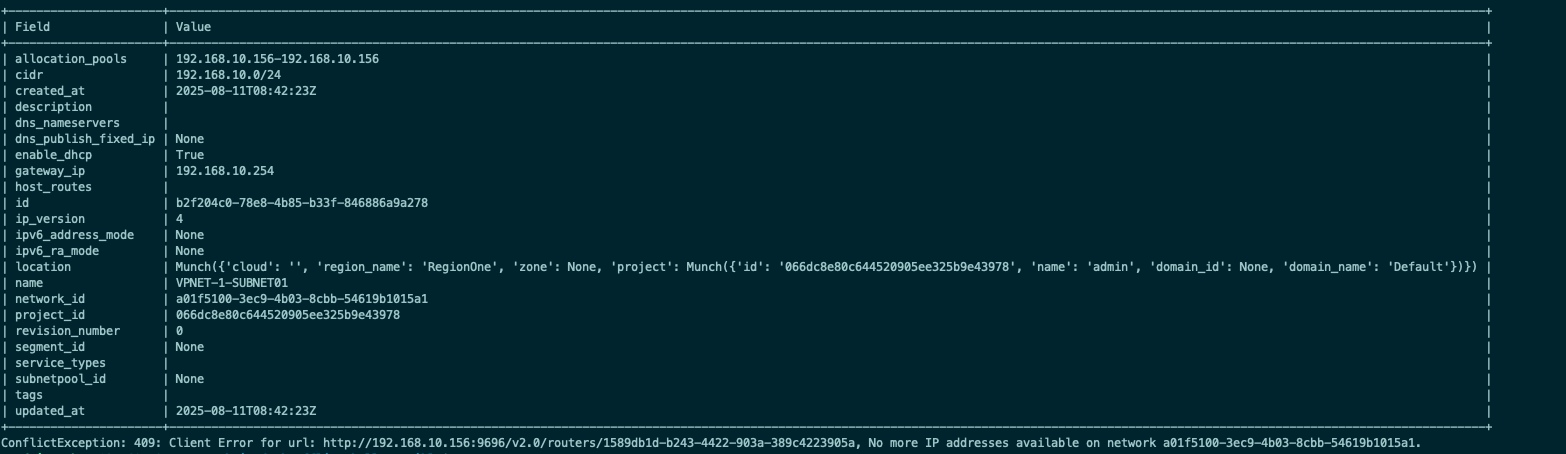 +----------------------+----------------------------------------------------------------------------------------------------------------------------------------------------------------------------------------+
| Field | Value |
+----------------------+----------------------------------------------------------------------------------------------------------------------------------------------------------------------------------------+
| allocation_pools | 192.168.10.156-192.168.10.156 |
| cidr | 192.168.10.0/24 |
| created_at | 2025-08-11T08:42:23Z |
| description | |
| dns_nameservers | |
| dns_publish_fixed_ip | None |
| enable_dhcp | True |
| gateway_ip | 192.168.10.254 |
| host_routes | |
| id | b2f204c0-78e8-4b85-b33f-846886a9a278 |
| ip_version | 4 |
| ipv6_address_mode | None |
| ipv6_ra_mode | None |
| location | Munch({'cloud': '', 'region_name': 'RegionOne', 'zone': None, 'project': Munch({'id': '066dc8e80c644520905ee325b9e43978', 'name': 'admin', 'domain_id': None, 'domain_name': 'Default'})}) |
| name | VPNET-1-SUBNET01 |
| network_id | a01f5100-3ec9-4b03-8cbb-54619b1015a1 |
| project_id | 066dc8e80c644520905ee325b9e43978 |
| revision_number | 0 |
| segment_id | None |
| service_types | |
| subnetpool_id | None |
| tags | |
| updated_at | 2025-08-11T08:42:23Z |
+----------------------+----------------------------------------------------------------------------------------------------------------------------------------------------------------------------------------+
ConflictException: 409: Client Error for url: http://192.168.10.156:9696/v2.0/routers/1589db1d-b243-4422-903a-389c4223905a, No more IP addresses available on network a01f5100-3ec9-4b03-8cbb-54619b1015a1.